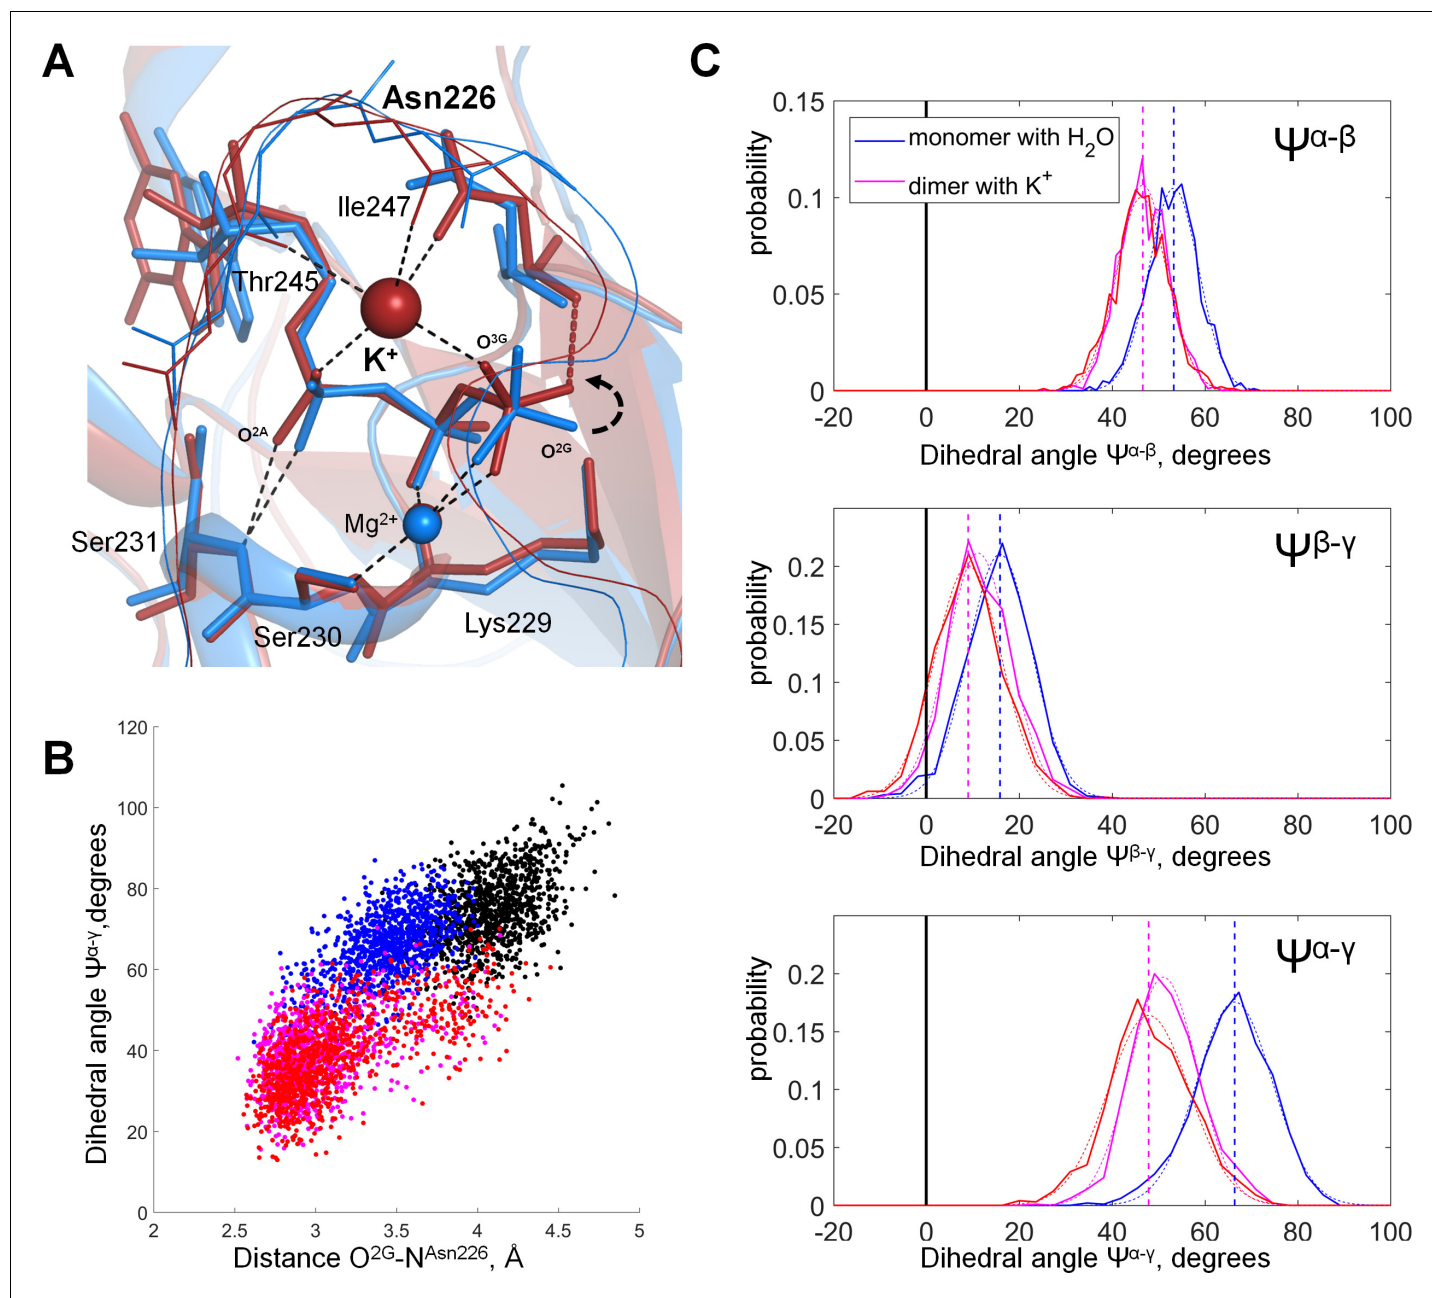 A
Asn226
Ile247
Thr245
K⁺
O³ᴳ
O²ᴬ
O²ᴳ
Mg²⁺
Ser231
Ser230
Lys229
B
120
100
80
60
40
20
0
2
2.5
3
3.5
4
4.5
5
Dihedral angle Ψα-γ,degrees
Distance O²ᴳ-Nᴬˢⁿ²²⁶, Å
C
0.15
0.1
0.05
0
probability
monomer with H₂O
dimer with K⁺
Ψα-β
-20 0 20 40 60 80 100
Dihedral angle Ψα-β, degrees
0.2
0.15
0.1
0.05
0
probability
Ψβ-γ
-20 0 20 40 60 80 100
Dihedral angle Ψβ-γ, degrees
0.2
0.15
0.1
0.05
0
probability
Ψα-γ
-20 0 20 40 60 80 100
Dihedral angle Ψα-γ, degrees